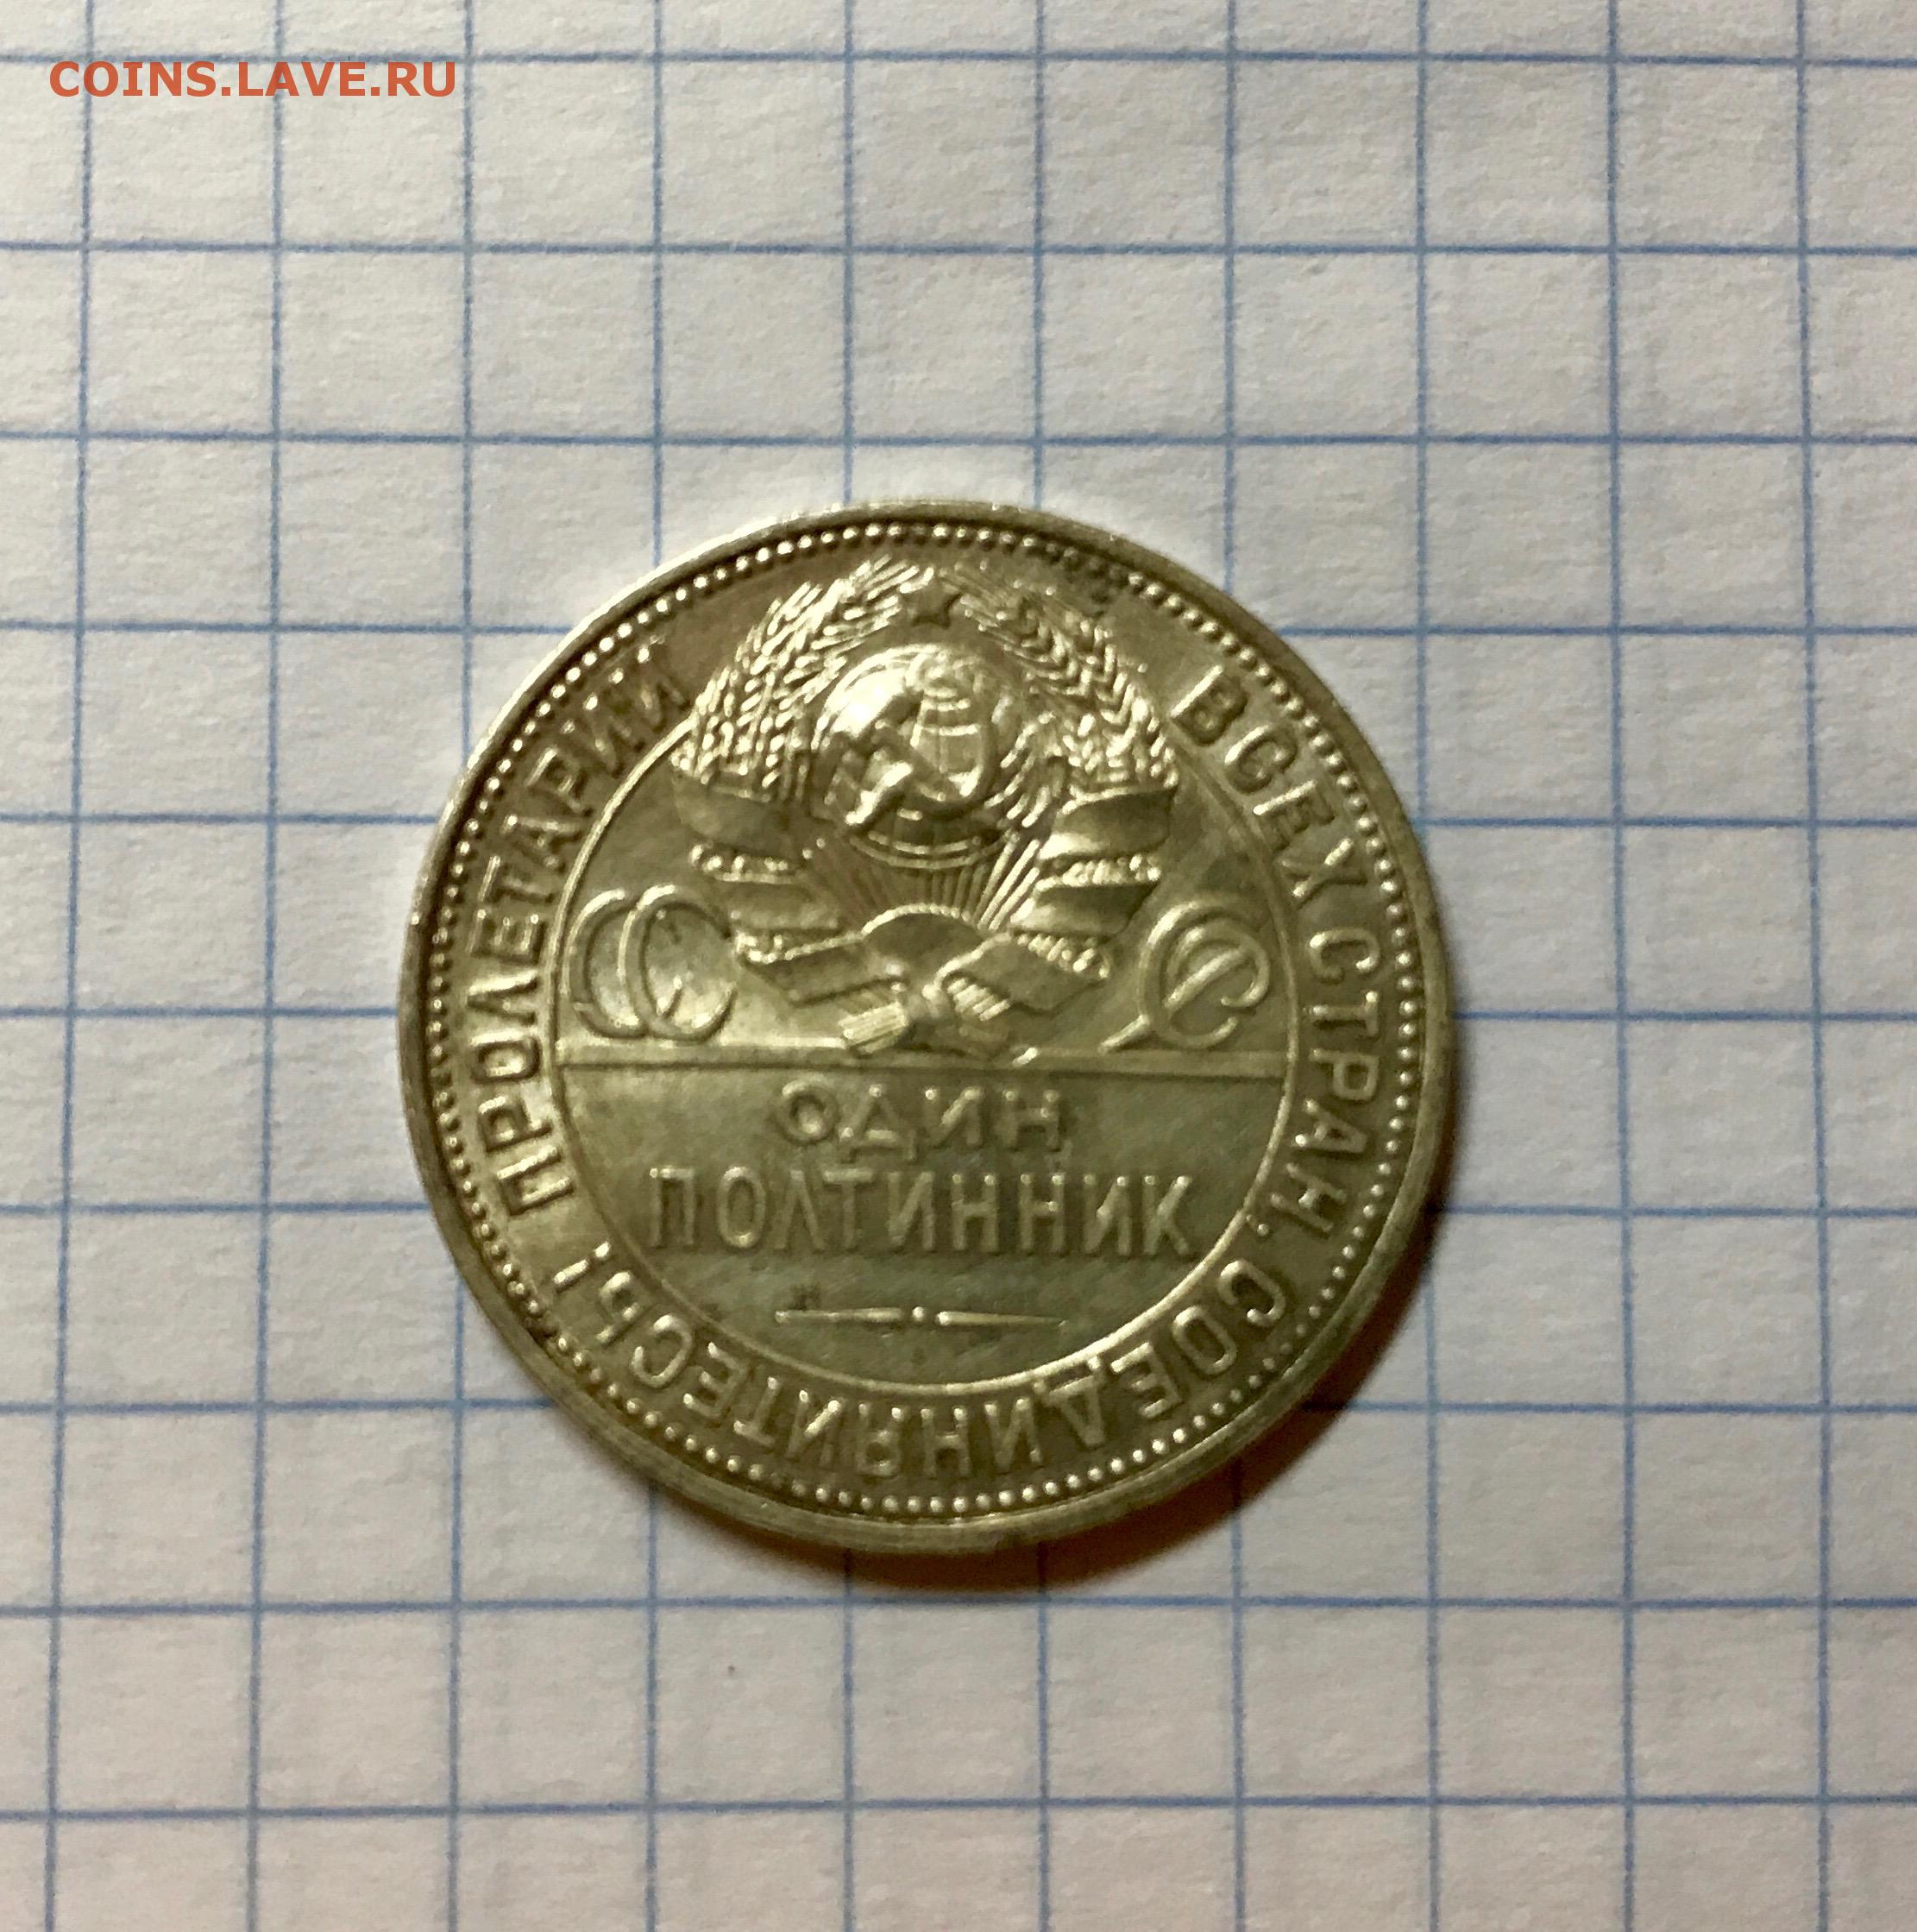 COINS.LAVE.RU
ПРОЛЕТАРИИ ВСЕХ СТРАН, СОЕДИНЯЙТЕСЬ!
С С С Р
ОДИН
ПОЛТИННИК